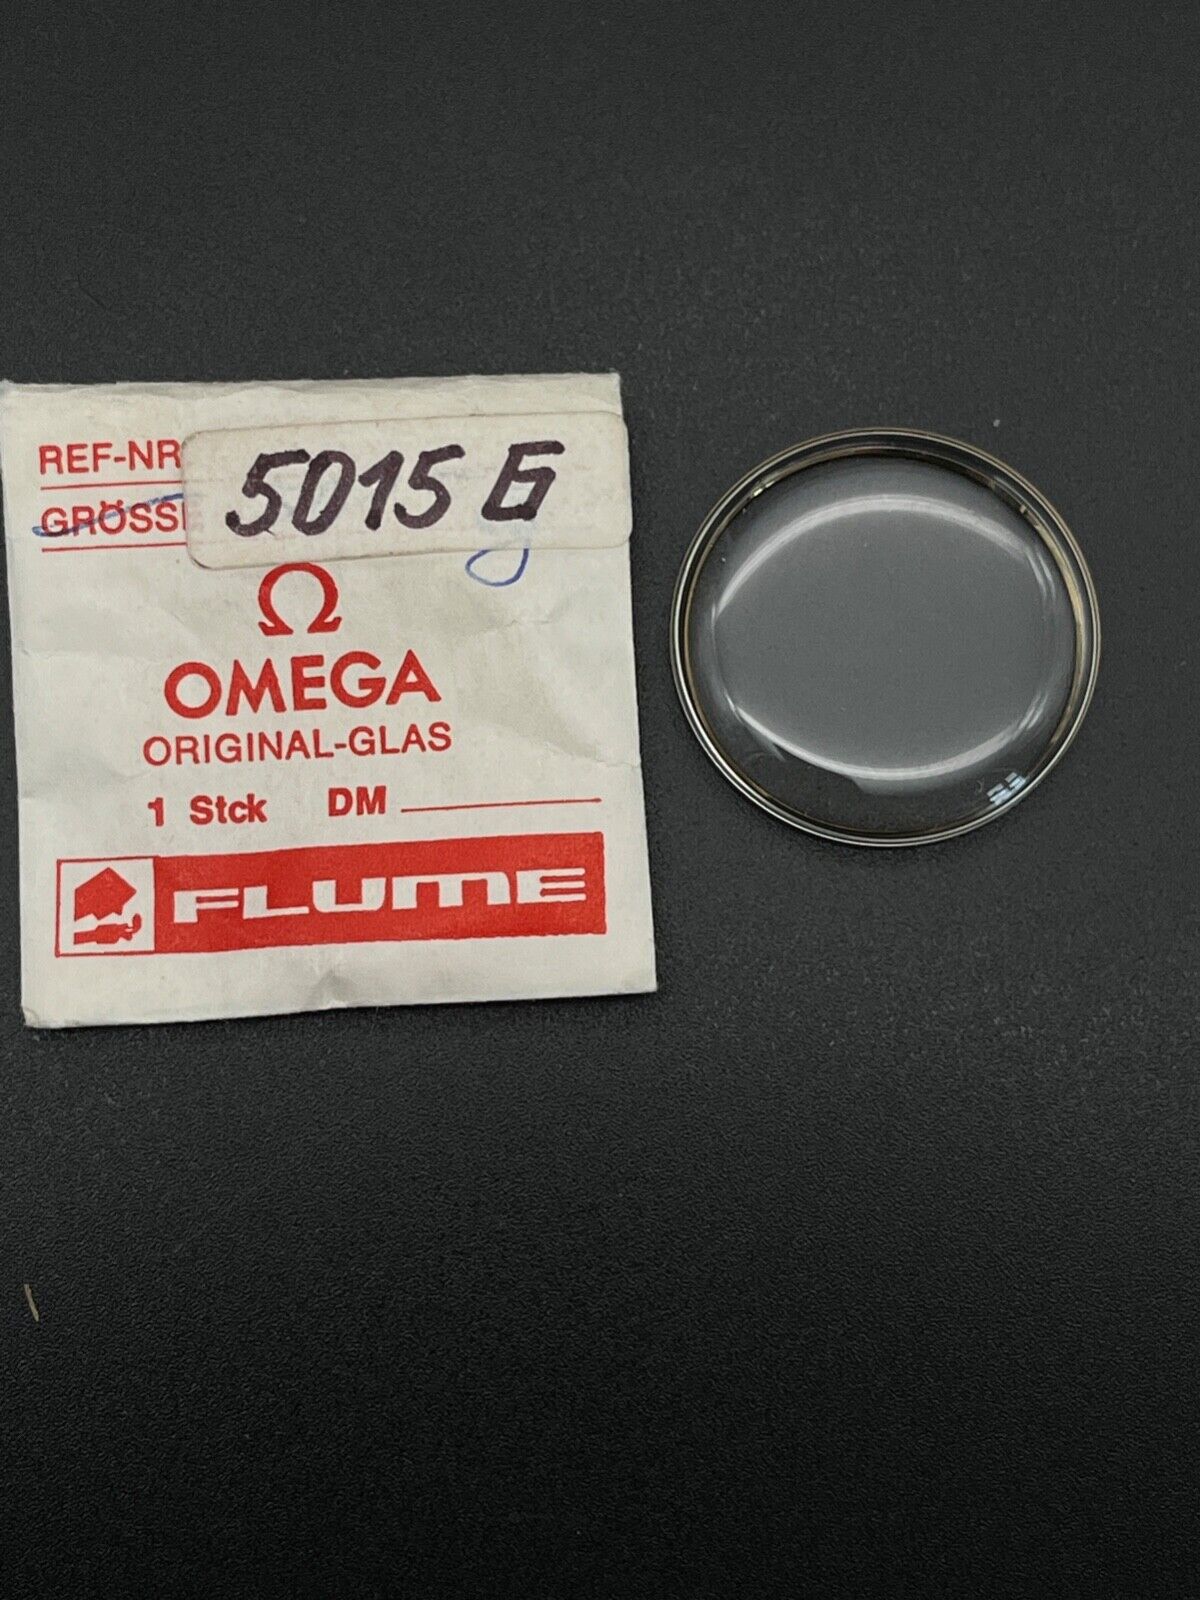 REF-NR
5015 G
GRÖSSE
Ω
OMEGA
ORIGINAL-GLAS
1 Stck DM
FLUME